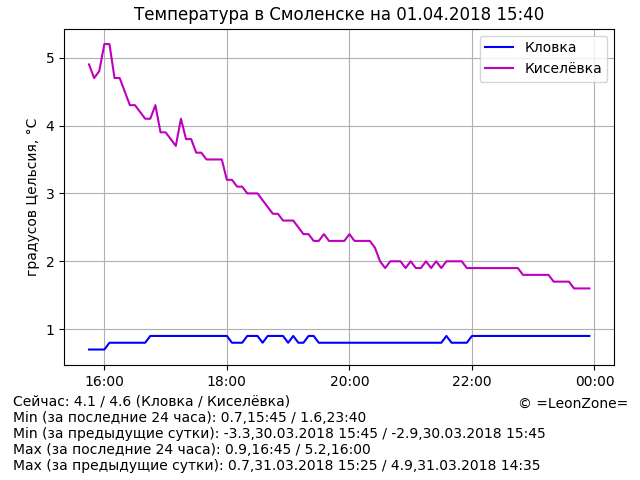 Температура в Смоленске на 01.04.2018 15:40
Кловка
Киселёвка
градусов Цельсия, °C
5
4
3
2
1
16:00 18:00 20:00 22:00 00:00
Сейчас: 4.1 / 4.6 (Кловка / Киселёвка)
© =LeonZone=
Min (за последние 24 часа): 0.7,15:45 / 1.6,23:40
Min (за предыдущие сутки): -3.3,30.03.2018 15:45 / -2.9,30.03.2018 15:45
Max (за последние 24 часа): 0.9,16:45 / 5.2,16:00
Max (за предыдущие сутки): 0.7,31.03.2018 15:25 / 4.9,31.03.2018 14:35